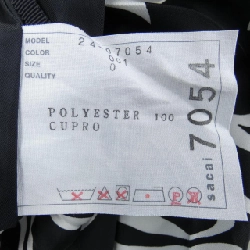 MODEL 24-07054
COLOR 001
SIZE 0
QUALITY
POLYESTER 100
CUPRO
sacai 7054